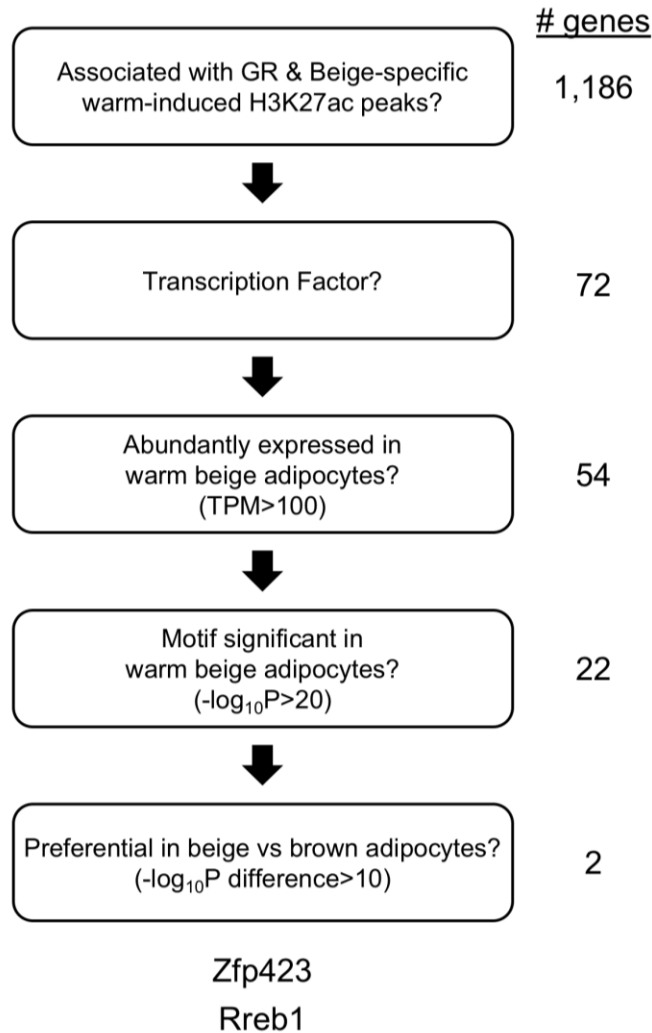 # genes
Associated with GR & Beige-specific
warm-induced H3K27ac peaks?
1,186
Transcription Factor?
72
Abundantly expressed in
warm beige adipocytes?
(TPM>100)
54
Motif significant in
warm beige adipocytes?
(-log₁₀P>20)
22
Preferential in beige vs brown adipocytes?
(-log₁₀P difference>10)
2
Zfp423
Rreb1